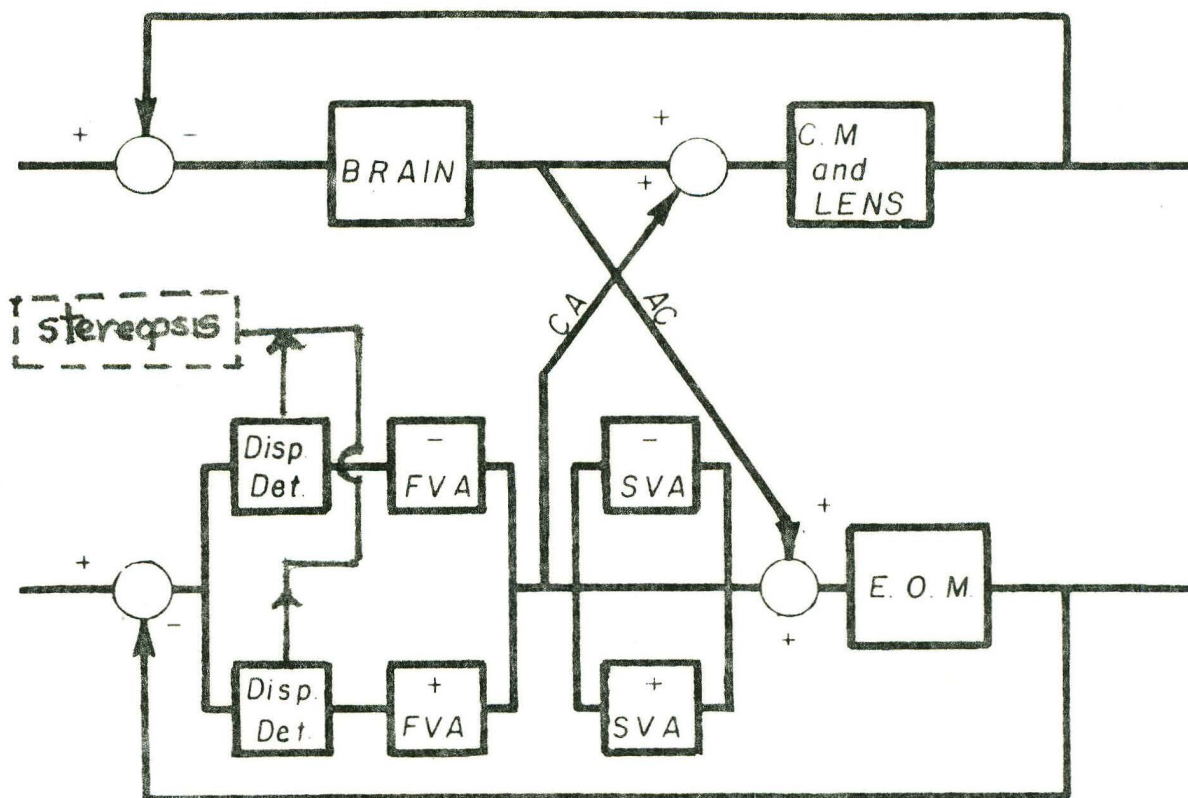 +
-
BRAIN
+
+
C.M
and
LENS
stereopsis
CA
AC
Disp.
Det.
-
FVA
-
SVA
+
-
+
+
E. O. M.
Disp.
Det.
+
FVA
+
SVA